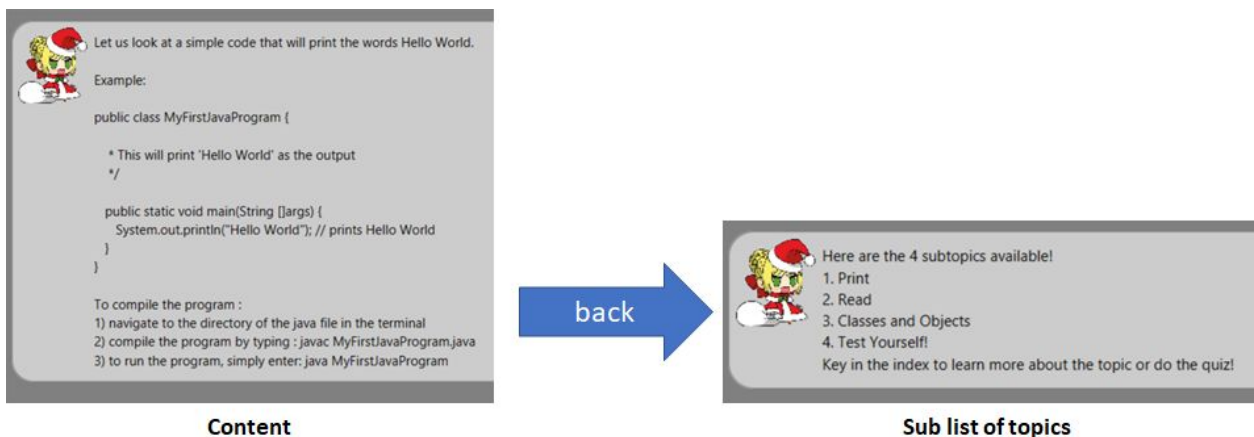 Let us look at a simple code that will print the words Hello World.
Example:
public class MyFirstJavaProgram {
* This will print 'Hello World' as the output
*/
public static void main(String []args) {
System.out.println("Hello World"); // prints Hello World
}
}
To compile the program :
1) navigate to the directory of the java file in the terminal
2) compile the program by typing : javac MyFirstJavaProgram.java
3) to run the program, simply enter: java MyFirstJavaProgram
Content
back
Here are the 4 subtopics available!
1. Print
2. Read
3. Classes and Objects
4. Test Yourself!
Key in the index to learn more about the topic or do the quiz!
Sub list of topics